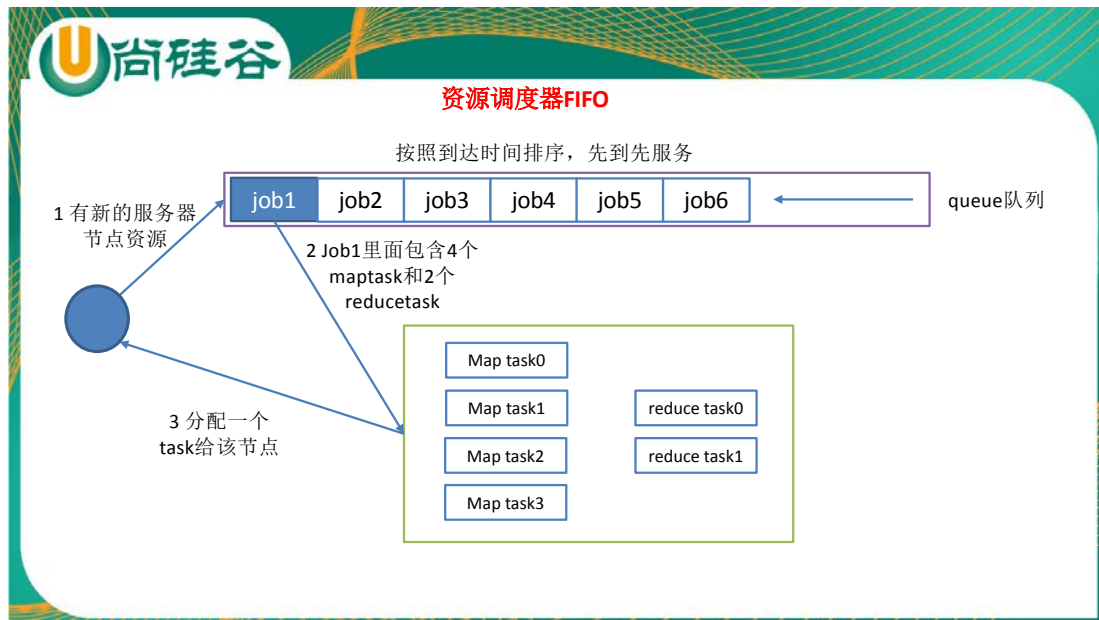 尚硅谷
资源调度器FIFO
按照到达时间排序，先到先服务
job1 job2 job3 job4 job5 job6
queue队列
1 有新的服务器
节点资源
2 Job1里面包含4个
maptask和2个
reducetask
Map task0
Map task1 reduce task0
Map task2 reduce task1
Map task3
3 分配一个
task给该节点